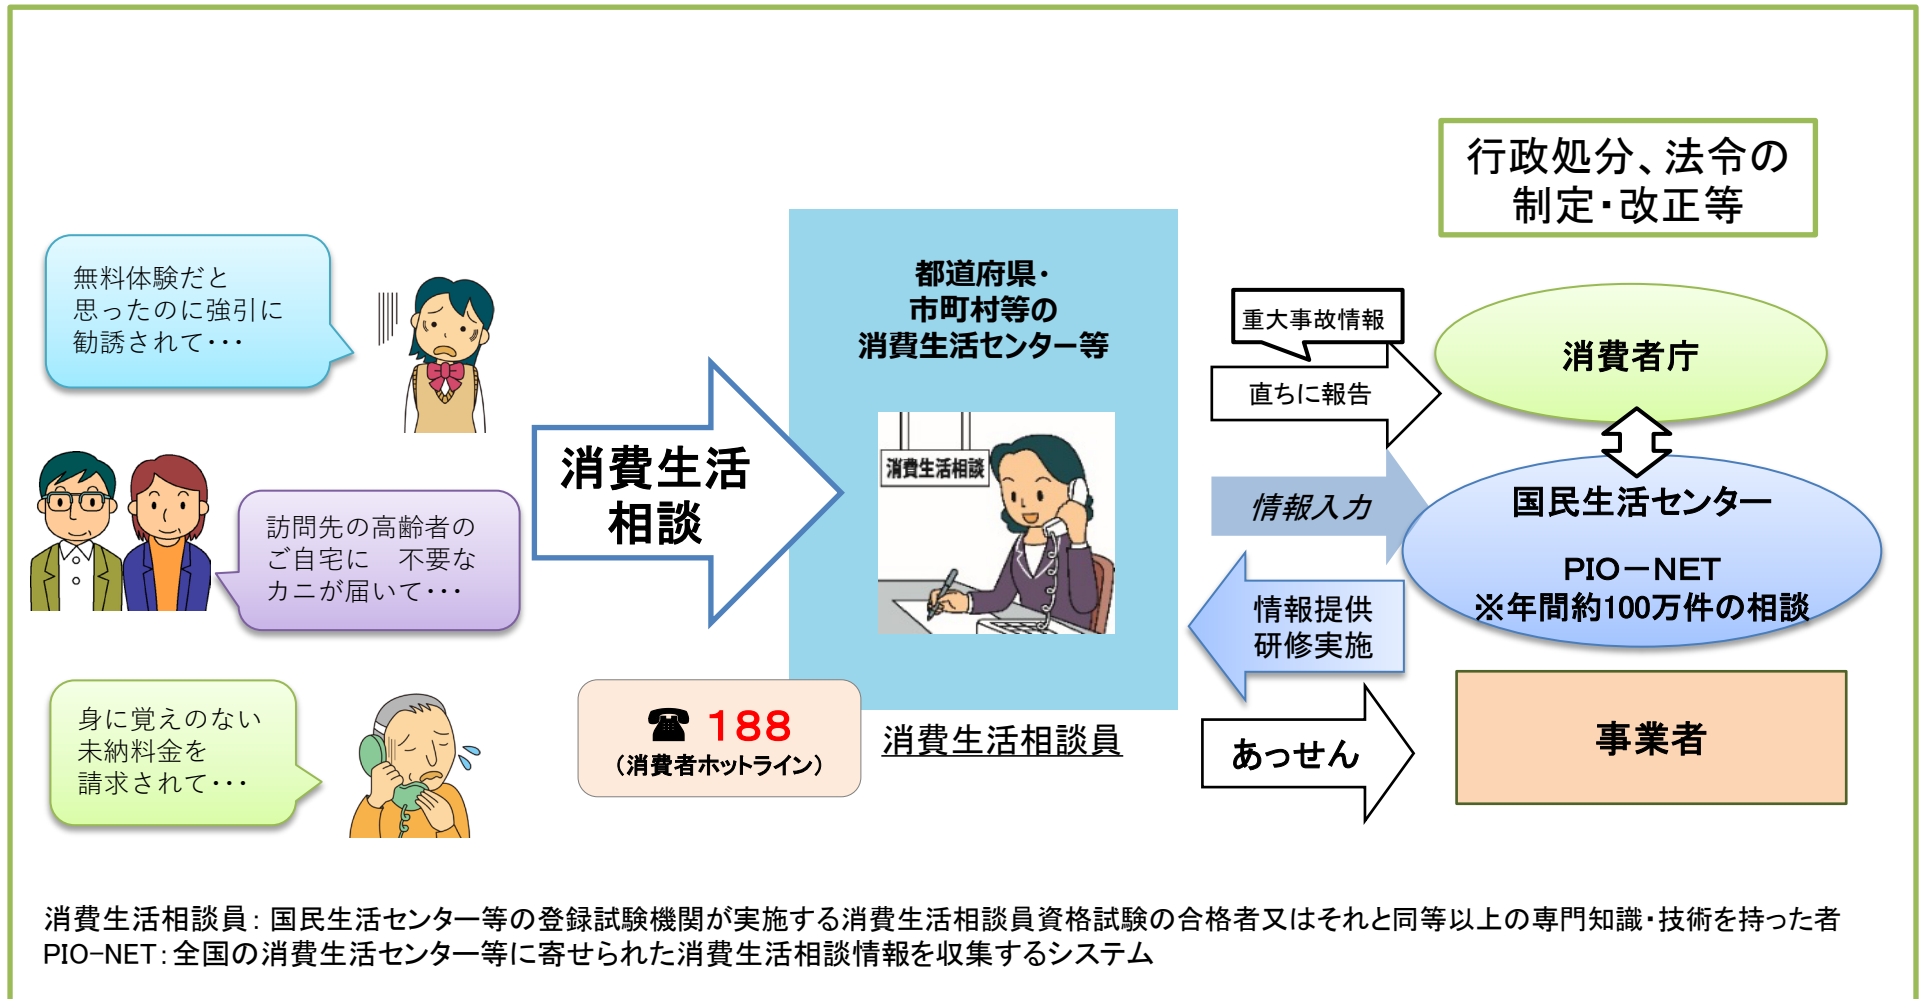 行政処分、法令の
制定・改正等
無料体験だと
思ったのに強引に
勧誘されて・・・
訪問先の高齢者の
ご自宅に　不要な
カニが届いて・・・
身に覚えのない
未納料金を
請求されて・・・
消費生活
相談
都道府県・
市町村等の
消費生活センター等
消費生活相談
☎ 188
（消費者ホットライン）
消費生活相談員
重大事故情報
直ちに報告
情報入力
情報提供
研修実施
あっせん
消費者庁
国民生活センター
PIO－NET
※年間約100万件の相談
事業者
消費生活相談員：国民生活センター等の登録試験機関が実施する消費生活相談員資格試験の合格者又はそれと同等以上の専門知識・技術を持った者
PIO-NET：全国の消費生活センター等に寄せられた消費生活相談情報を収集するシステム